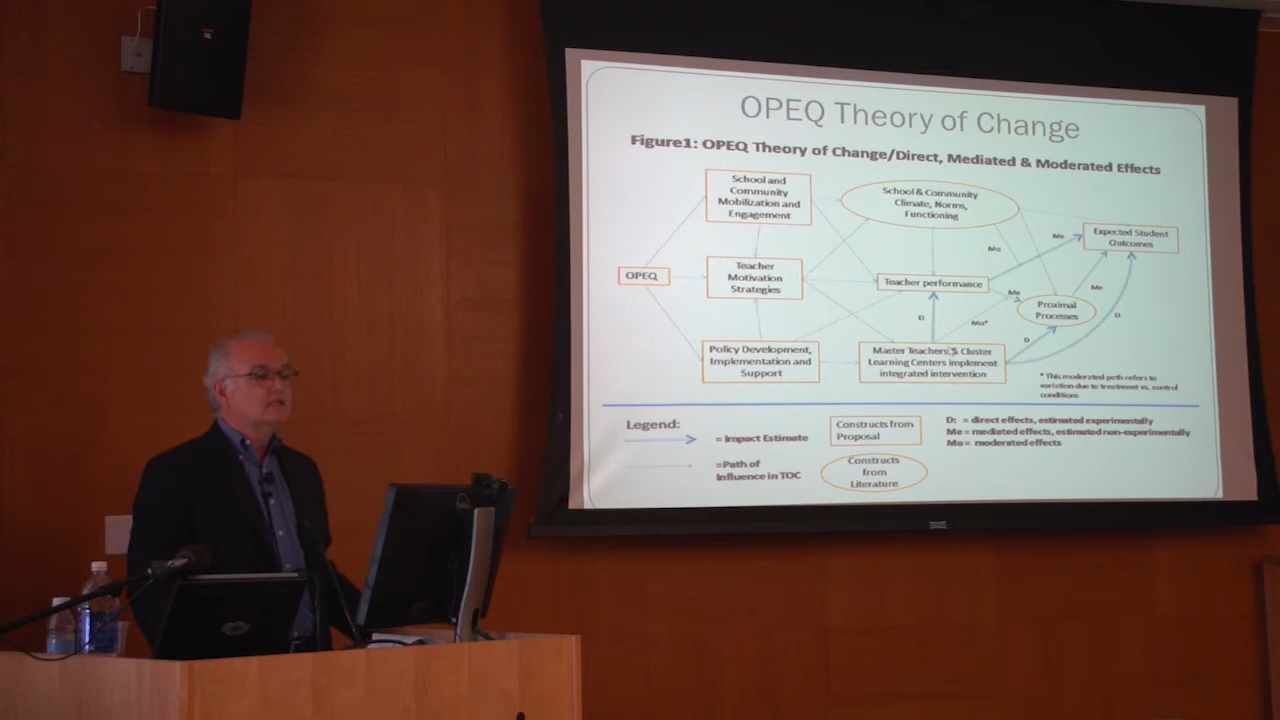 OPEQ Theory of Change
Figure1: OPEQ Theory of Change/Direct, Mediated & Moderated Effects
School and
Community
Mobilization and
Engagement
School & Community
Climate, Norms,
Functioning
Expected Student
Outcomes
Me
Mo
OPEQ
Teacher
Motivation
Strategies
Teacher performance
Me
Me
Proximal
Processes
D
Mo*
D
D
Policy Development,
Implementation and
Support
Master Teachers & Cluster
Learning Centers implement
integrated intervention
* This moderated path refers to
variation due to treatment vs. control
conditions
Legend:
= Impact Estimate
=Path of
Influence in TOC
Constructs from
Proposal
Constructs
from
Literature
D: = direct effects, estimated experimentally
Me = mediated effects, estimated non-experimentally
Mo = moderated effects